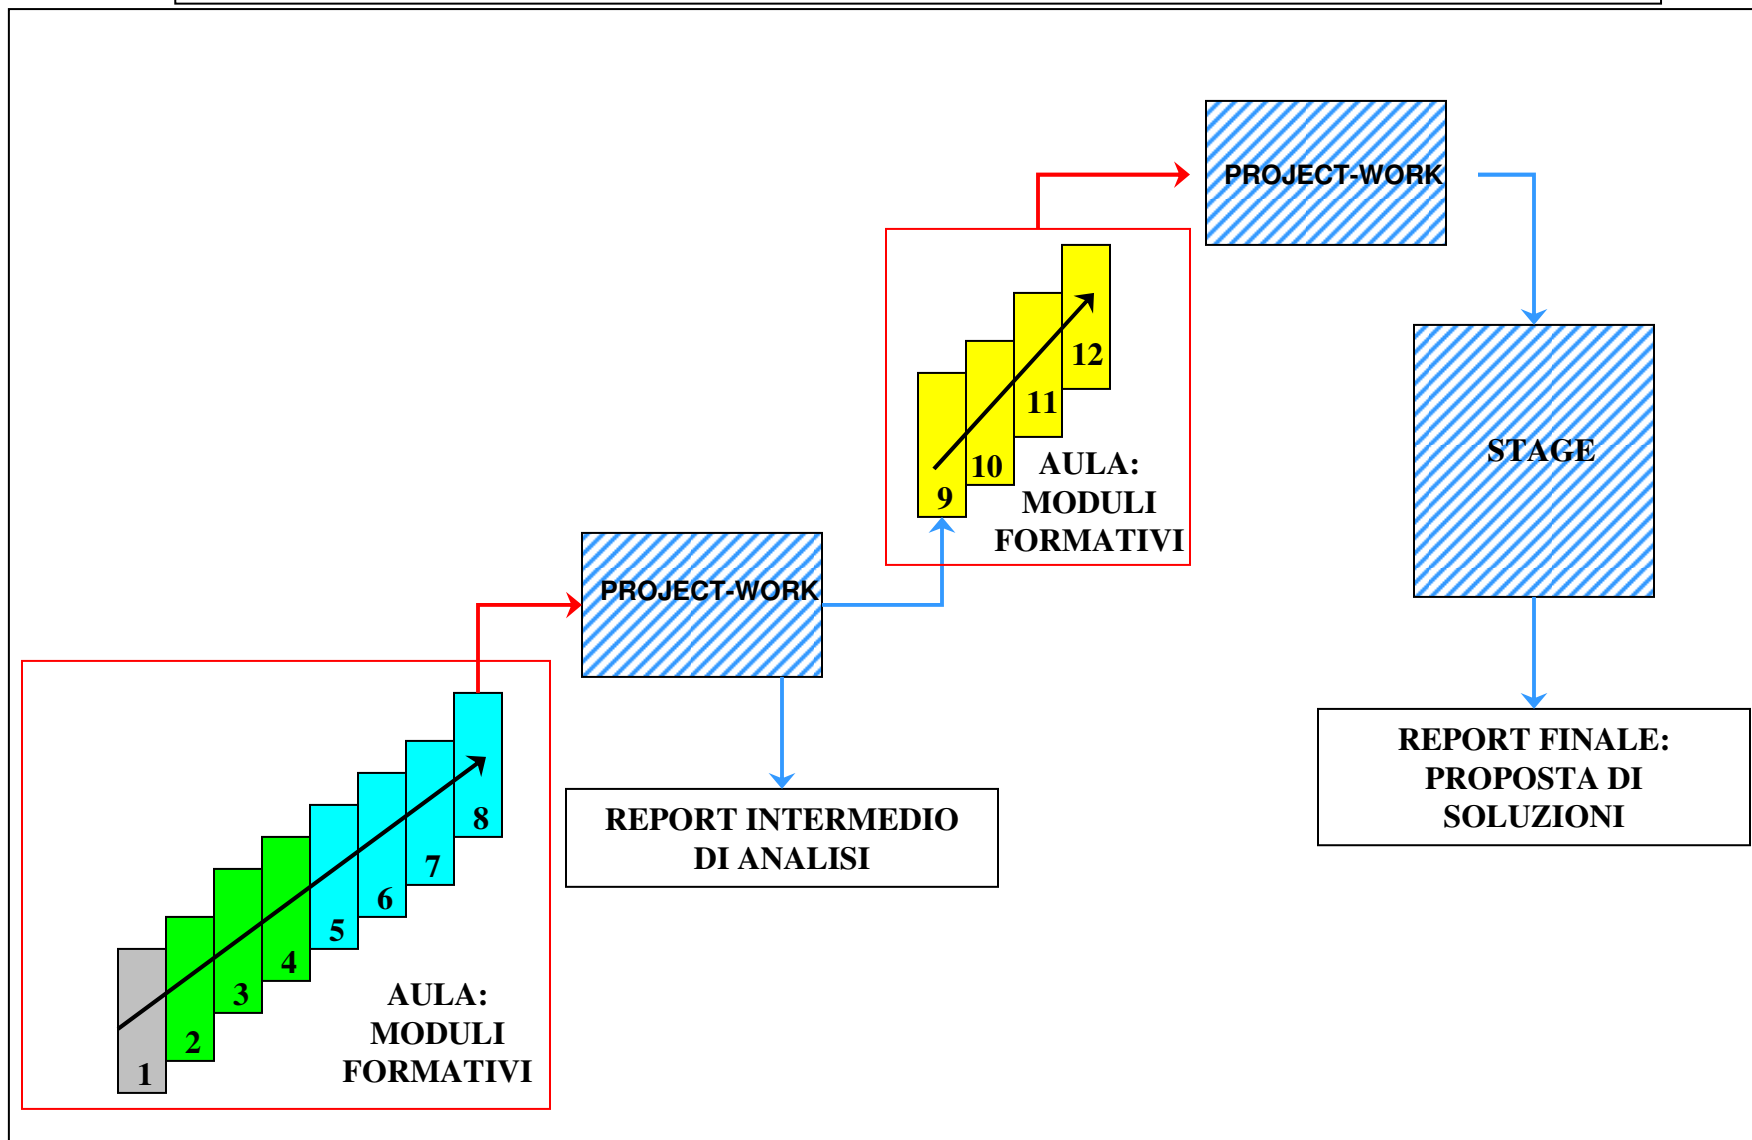 PROJECT-WORK
12
11
10
9
AULA:
MODULI
FORMATIVI
STAGE
PROJECT-WORK
8
7
6
5
4
3
2
1
AULA:
MODULI
FORMATIVI
REPORT INTERMEDIO
DI ANALISI
REPORT FINALE:
PROPOSTA DI
SOLUZIONI